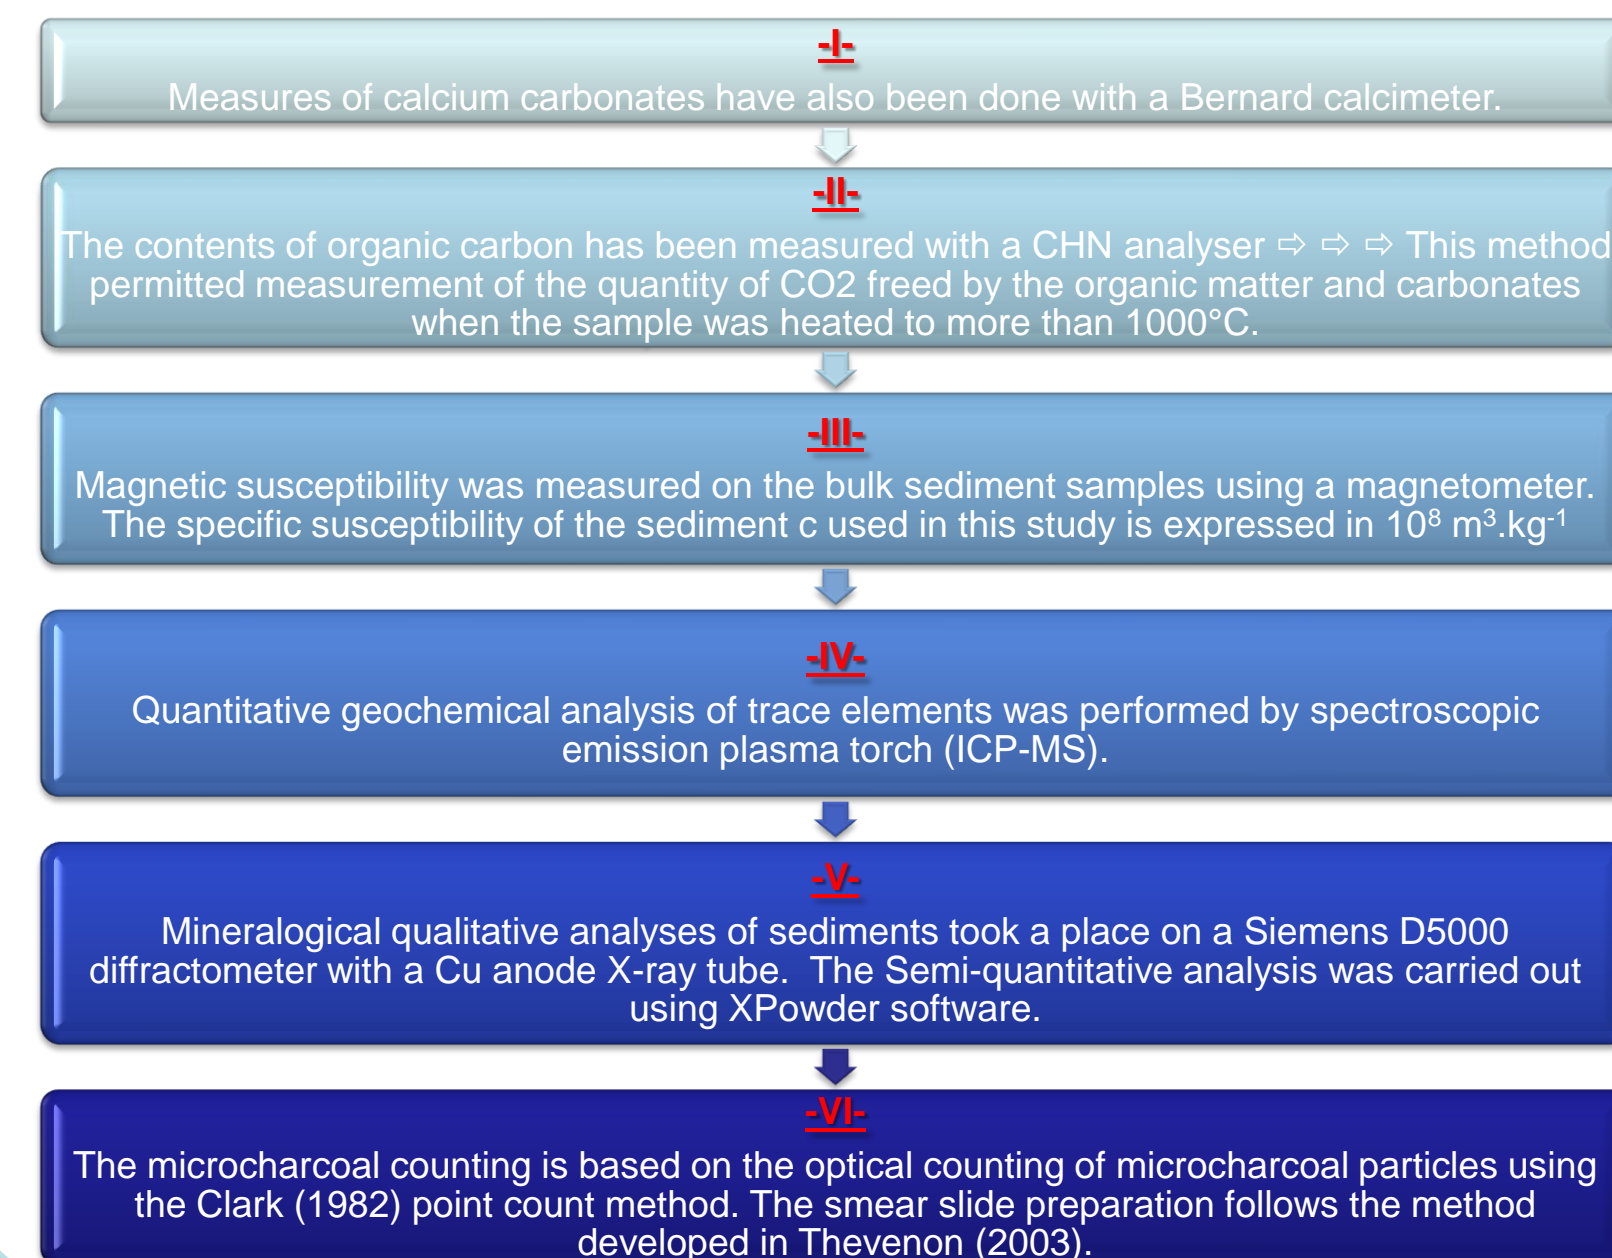 -I-
Measures of calcium carbonates have also been done with a Bernard calcimeter.
-II-
The contents of organic carbon has been measured with a CHN analyser ⇨ ⇨ ⇨ This method
permitted measurement of the quantity of CO2 freed by the organic matter and carbonates
when the sample was heated to more than 1000°C.
-III-
Magnetic susceptibility was measured on the bulk sediment samples using a magnetometer.
The specific susceptibility of the sediment c used in this study is expressed in 10⁸ m³.kg⁻¹
-IV-
Quantitative geochemical analysis of trace elements was performed by spectroscopic
emission plasma torch (ICP-MS).
-V-
Mineralogical qualitative analyses of sediments took a place on a Siemens D5000
diffractometer with a Cu anode X-ray tube. The Semi-quantitative analysis was carried out
using XPowder software.
-VI-
The microcharcoal counting is based on the optical counting of microcharcoal particles using
the Clark (1982) point count method. The smear slide preparation follows the method
developed in Thevenon (2003).